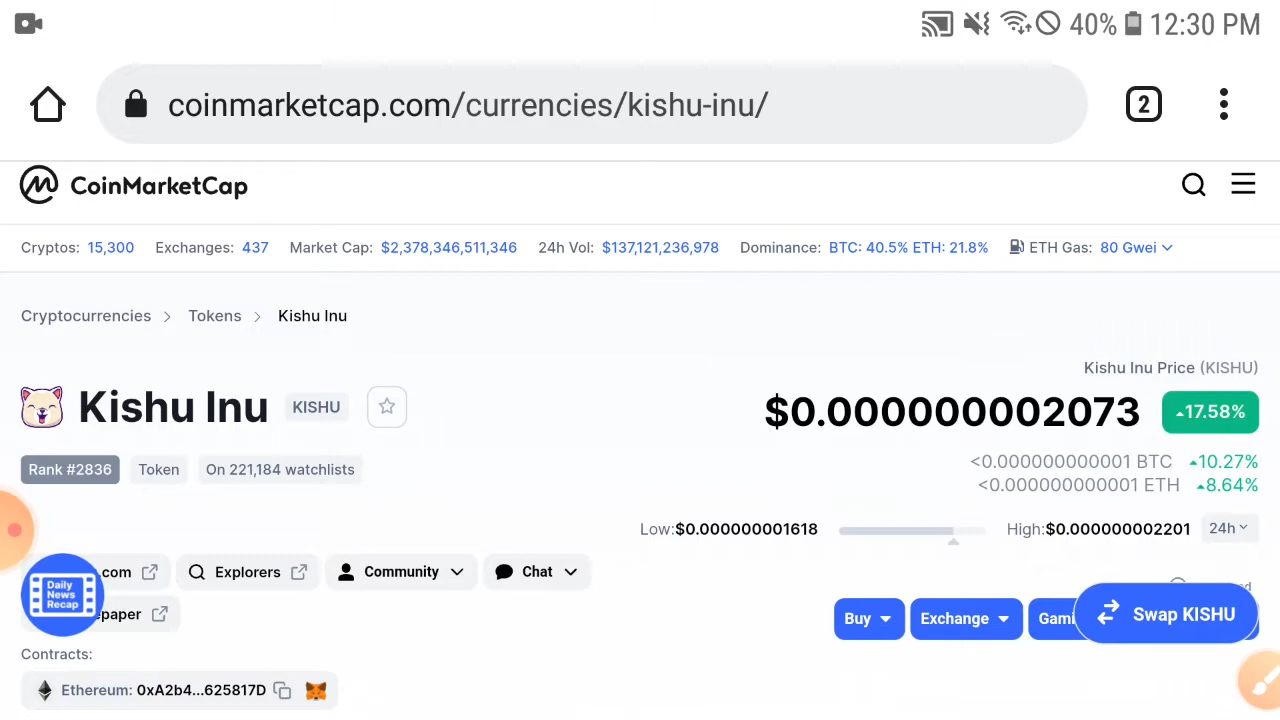 40% 12:30 PM
coinmarketcap.com/currencies/kishu-inu/
2
CoinMarketCap
Cryptos: 15,300 Exchanges: 437 Market Cap: $2,378,346,511,346 24h Vol: $137,121,236,978 Dominance: BTC: 40.5% ETH: 21.8% ETH Gas: 80 Gwei
Cryptocurrencies > Tokens > Kishu Inu
Kishu Inu Price (KISHU)
Kishu Inu KISHU
$0.000000002073 17.58%
<0.000000000001 BTC 10.27%
<0.000000000001 ETH 8.64%
Rank #2836 Token On 221,184 watchlists
Low:$0.000000001618 High:$0.000000002201 24h
.com Explorers Community Chat
Daily
News
Recap
epaper
Buy Exchange Gami Swap KISHU
Contracts:
Ethereum: 0xA2b4...625817D